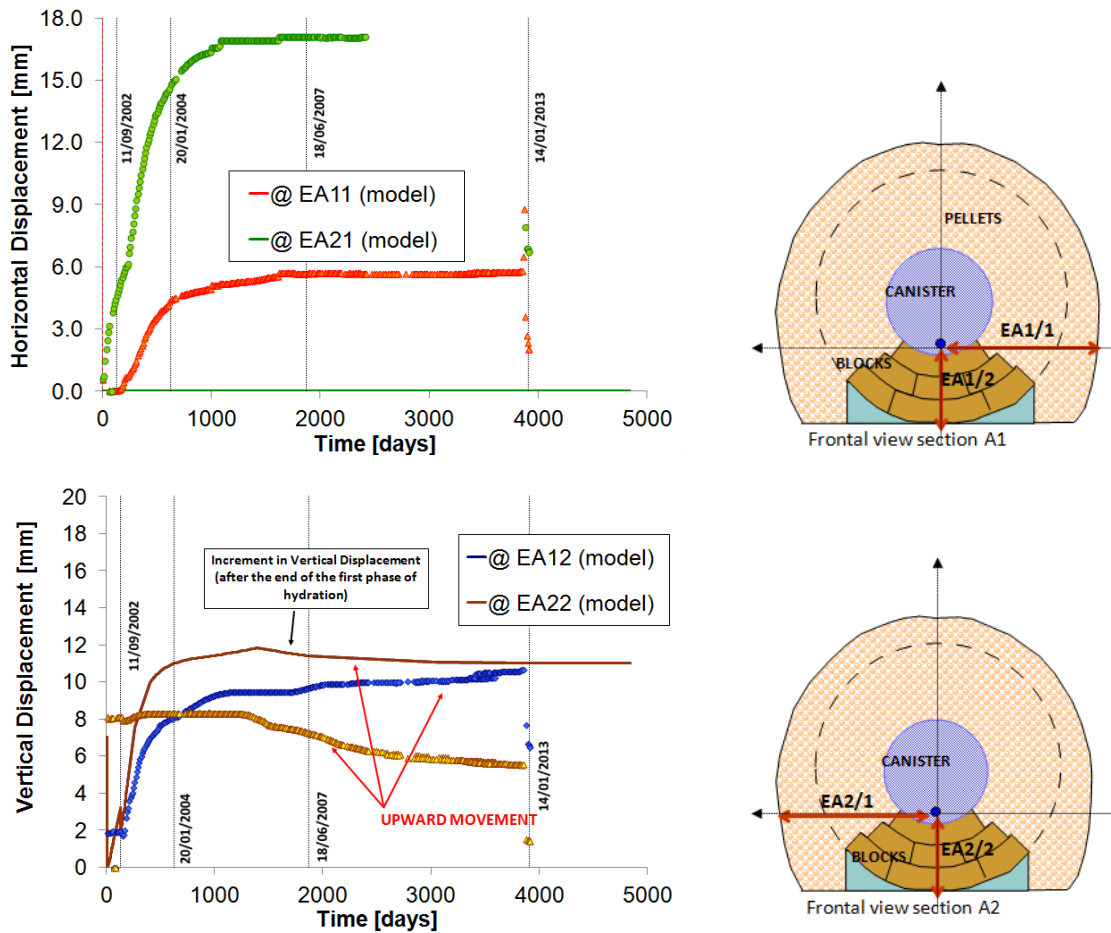 Horizontal Displacement [mm]
18.0
15.0
12.0
9.0
6.0
3.0
0.0
11/09/2002
20/01/2004
18/06/2007
14/01/2013
@ EA11 (model)
@ EA21 (model)
0
1000
2000
3000
4000
5000
Time [days]
PELLETS
CANISTER
EA1/1
BLOCKS
EA1/2
Frontal view section A1
Vertical Displacement [mm]
20
18
16
14
12
10
8
6
4
2
0
11/09/2002
20/01/2004
18/06/2007
14/01/2013
Increment in Vertical Displacement
(after the end of the first phase of
hydration)
@ EA12 (model)
@ EA22 (model)
UPWARD MOVEMENT
0
1000
2000
3000
4000
5000
Time [days]
CANISTER
EA2/1
BLOCKS
EA2/2
Frontal view section A2